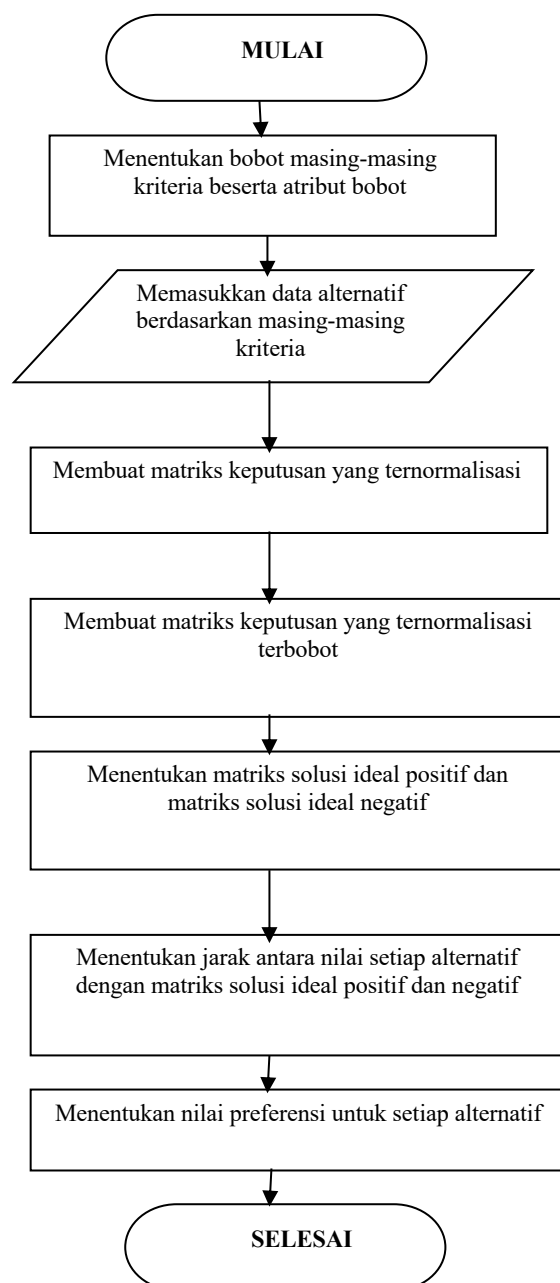 MULAI
Menentukan bobot masing-masing
kriteria beserta atribut bobot
Memasukkan data alternatif
berdasarkan masing-masing
kriteria
Membuat matriks keputusan yang ternormalisasi
Membuat matriks keputusan yang ternormalisasi
terbobot
Menentukan matriks solusi ideal positif dan
matriks solusi ideal negatif
Menentukan jarak antara nilai setiap alternatif
dengan matriks solusi ideal positif dan negatif
Menentukan nilai preferensi untuk setiap alternatif
SELESAI